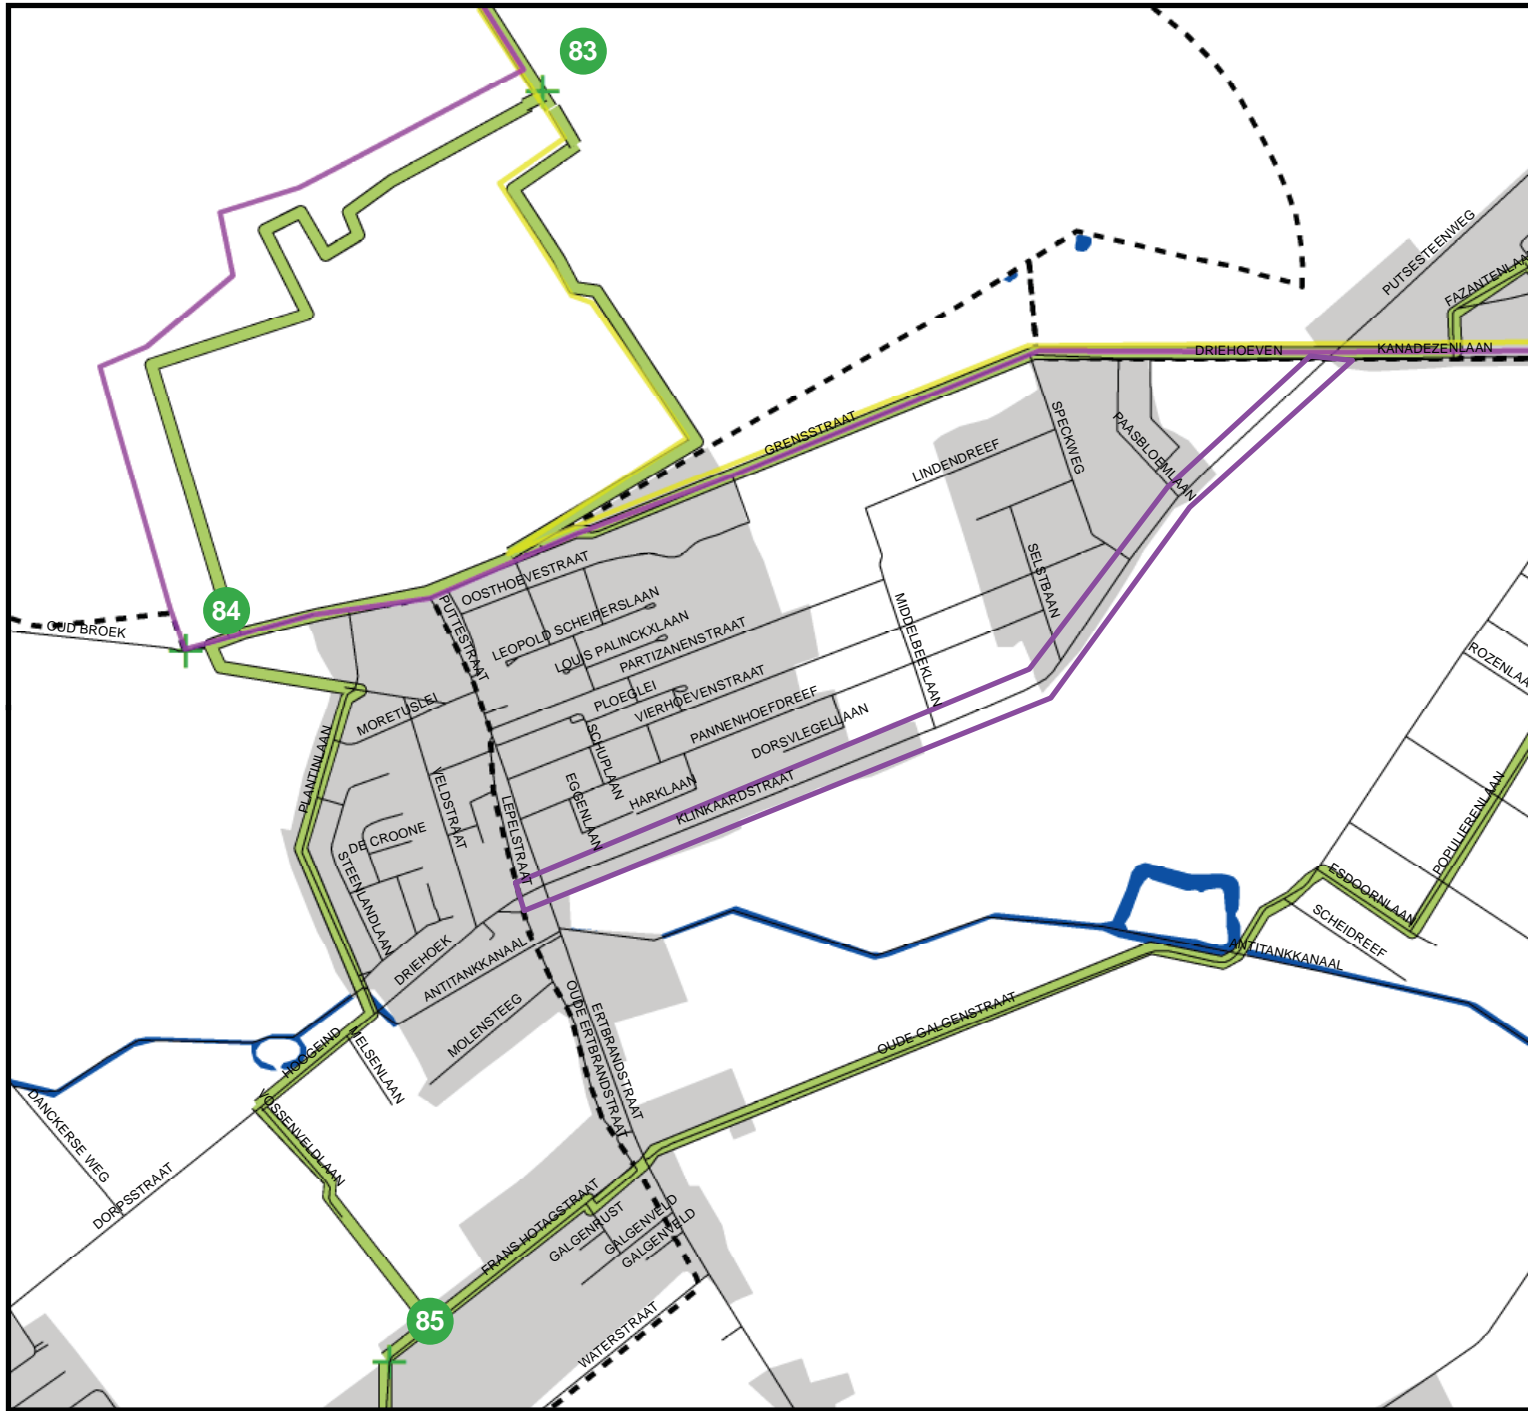 83
PUTSESTEENWEG
FAZANTENLAA
DRIEHOEVEN
KANADEZENLAAN
GRENSSTRAAT
SPECKWEG
PAASBLOEMLAAN
LINDENDREEF
OOSTHOEVESTRAAT
SELSTBAAN
84
OUD BROEK
PUTTESTRAAT
LEOPOLD SCHEIPERSLAAN
LOUIS PALINCKXLAAN
PARTIZANENSTRAAT
MIDDELBEEKLAAN
ROZENLAA
PLOEGLEI
VIERHOEVENSTRAAT
MORETUSLEI
PANNENHOEFDREEF
DORSVLEGELLAAN
SCHUPLAAN
PLANTINLAAN
VELDSTRAAT
EGGENLAAN
HARKLAAN
KLINKAARDSTRAAT
LEPELSTRAAT
DE CROONE
STEENLANDLAAN
POPULIERENLAAN
ESDOORNLAAN
SCHEIDREEF
ANTITANKKANAAL
DRIEHOEK
ANTITANKKANAAL
OUDE GALGENSTRAAT
MOLENSTEEG
OUDE ERTBRANDSTRAAT
ERTBRANDSTRAAT
HOOGEIND
MELSENLAAN
VOSSENVELDLAAN
DANCKERSE WEG
DORPSSTRAAT
FRANS HOTAGSTRAAT
GALGENRUST
GALGENVELD
GALGENVELD
85
WATERSTRAAT